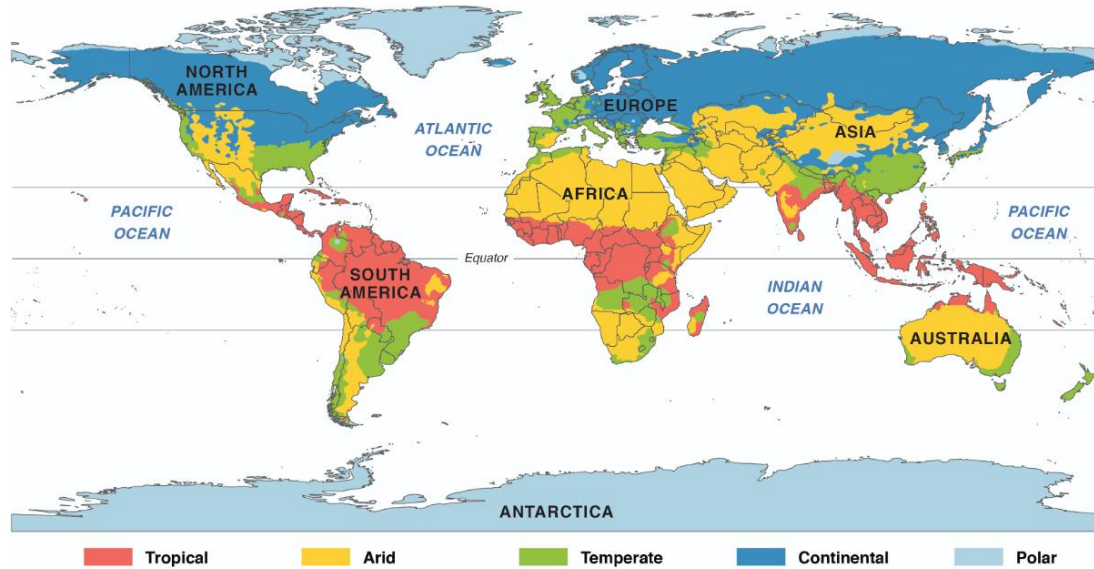 NORTH
AMERICA
EUROPE
ATLANTIC
OCEAN
ASIA
AFRICA
PACIFIC
OCEAN
PACIFIC
OCEAN
Equator
SOUTH
AMERICA
INDIAN
OCEAN
AUSTRALIA
ANTARCTICA
Tropical
Arid
Temperate
Continental
Polar